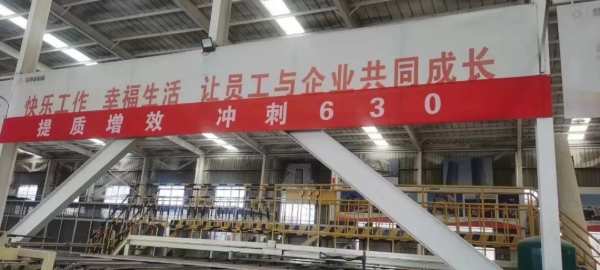 快乐工作 幸福生活 让员工与企业共同成长
提质增效 冲刺630